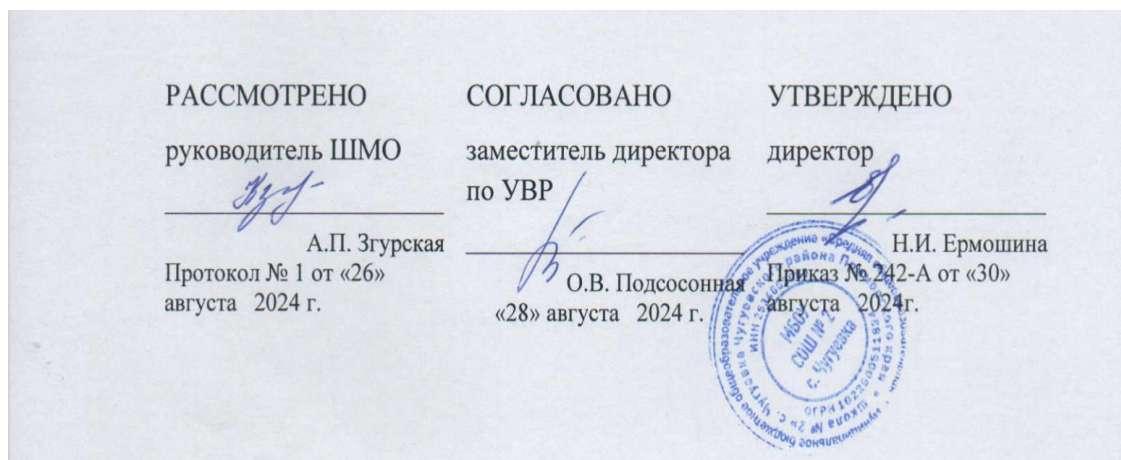 РАССМОТРЕНО
руководитель ШМО
А.П. Згурская
Протокол № 1 от «26»
августа 2024 г.
СОГЛАСОВАНО
заместитель директора
по УВР
О.В. Подсосонная
«28» августа 2024 г.
УТВЕРЖДЕНО
директор
Н.И. Ермошина
Приказ № 242-А от «30»
августа 2024г.
МБОУ
СОШ № 2
с. Чугуевка